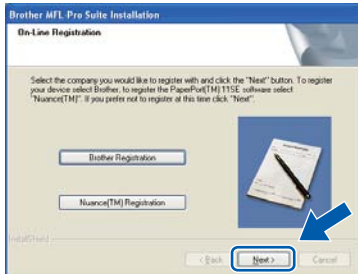 Brother MFL-Pro Suite Installation
On-Line Registration
Select the company you would like to register with and click the "Next" button. To register
your device select Brother, to register the PaperPort(TM) 11SE software select
"Nuance(TM)". If you prefer not to register at this time click "Next".
Brother Registration
Nuance(TM) Registration
InstallShield
< Back
Next >
Cancel